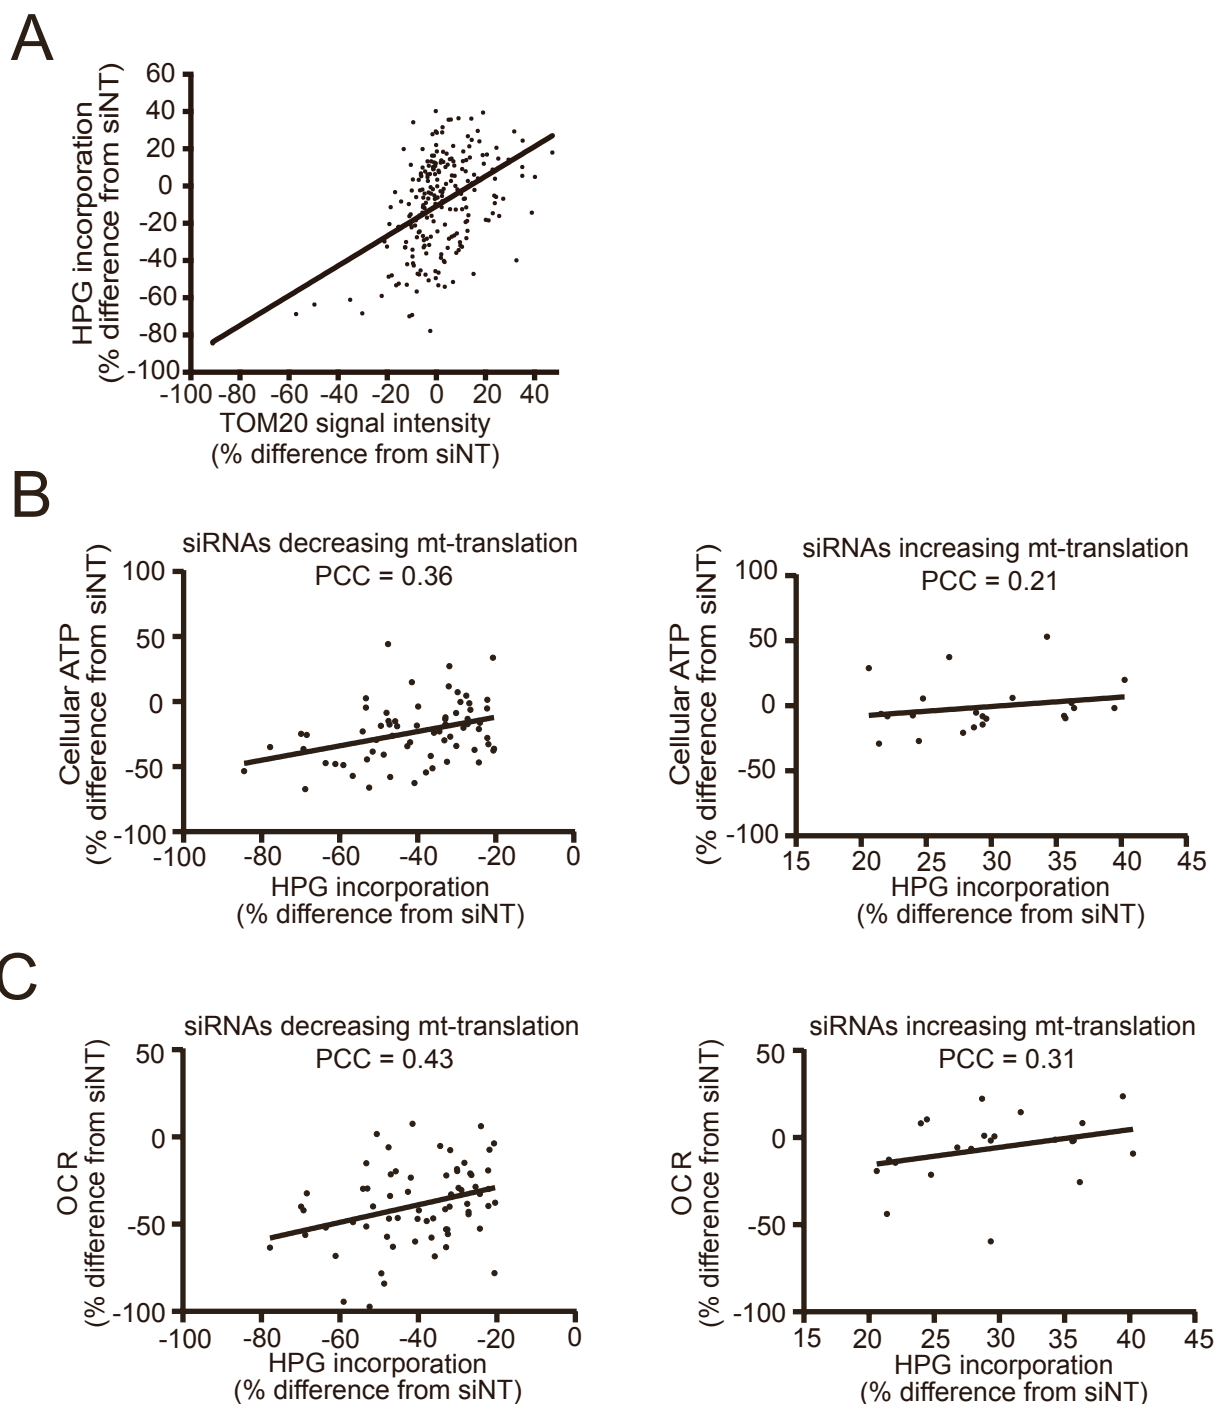 A
HPG incorporation
(% difference from siNT)
60
40
20
0
-20
-40
-60
-80
-100
-100 -80 -60 -40 -20 0 20 40
TOM20 signal intensity
(% difference from siNT)
B
siRNAs decreasing mt-translation
PCC = 0.36
Cellular ATP
(% difference from siNT)
100
50
0
-50
-100
-100 -80 -60 -40 -20 0
HPG incorporation
(% difference from siNT)
siRNAs increasing mt-translation
PCC = 0.21
Cellular ATP
(% difference from siNT)
100
50
0
-50
-100
15 20 25 30 35 40 45
HPG incorporation
(% difference from siNT)
C
siRNAs decreasing mt-translation
PCC = 0.43
OCR
(% difference from siNT)
50
0
-50
-100
-100 -80 -60 -40 -20 0
HPG incorporation
(% difference from siNT)
siRNAs increasing mt-translation
PCC = 0.31
OCR
(% difference from siNT)
50
0
-50
-100
15 20 25 30 35 40 45
HPG incorporation
(% difference from siNT)